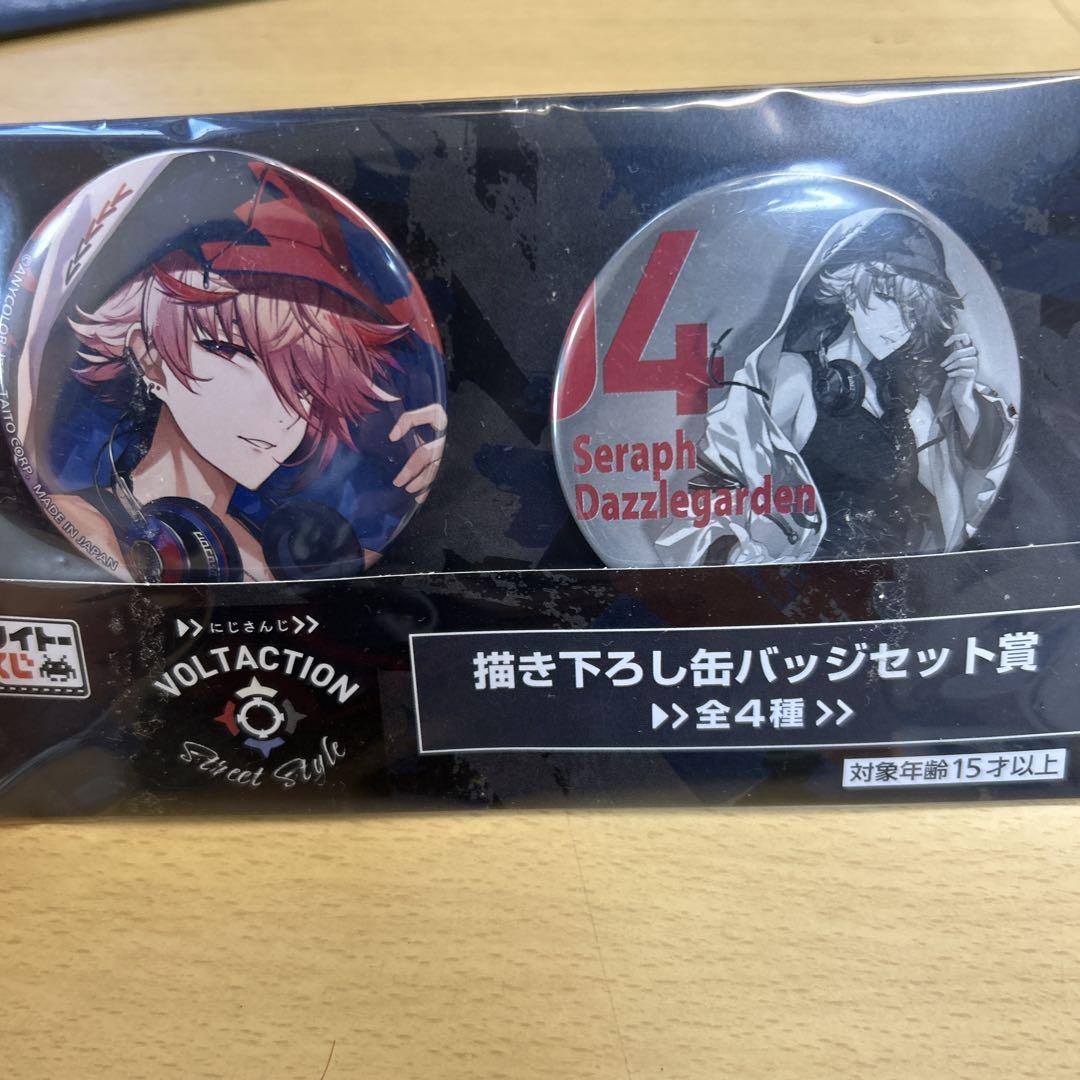 ©ANYCOLOR, TAITO CORP. MADE IN JAPAN
04
Seraph
Dazzlegarden
くじ
にじさんじ
VOLTACTION
Street Style
描き下ろし缶バッジセット賞
全4種
対象年齢15才以上